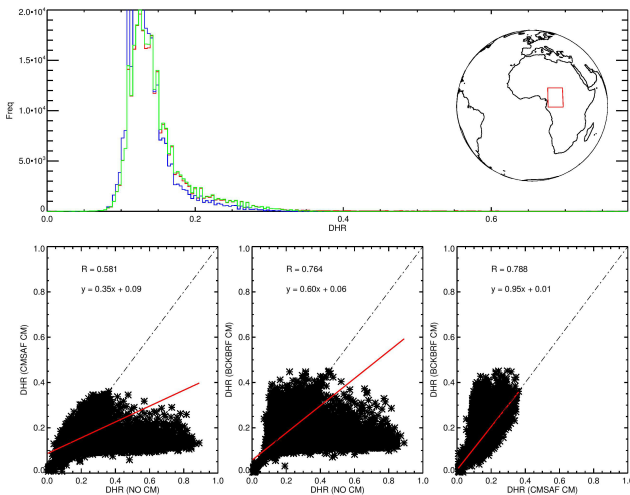 2.0•10⁴
1.5•10⁴
1.0•10⁴
5.0•10³
0
Freq
0.0 0.2 0.4 0.6
DHR
1.0
0.8
0.6
0.4
0.2
0.0
DHR (CMSAF CM)
R = 0.581
y = 0.35x + 0.09
0.0 0.2 0.4 0.6 0.8 1.0
DHR (NO CM)
1.0
0.8
0.6
0.4
0.2
0.0
DHR (BCKBRF CM)
R = 0.764
y = 0.60x + 0.06
0.0 0.2 0.4 0.6 0.8 1.0
DHR (NO CM)
1.0
0.8
0.6
0.4
0.2
0.0
DHR (BCKBRF CM)
R = 0.788
y = 0.95x + 0.01
0.0 0.2 0.4 0.6 0.8 1.0
DHR (CMSAF CM)